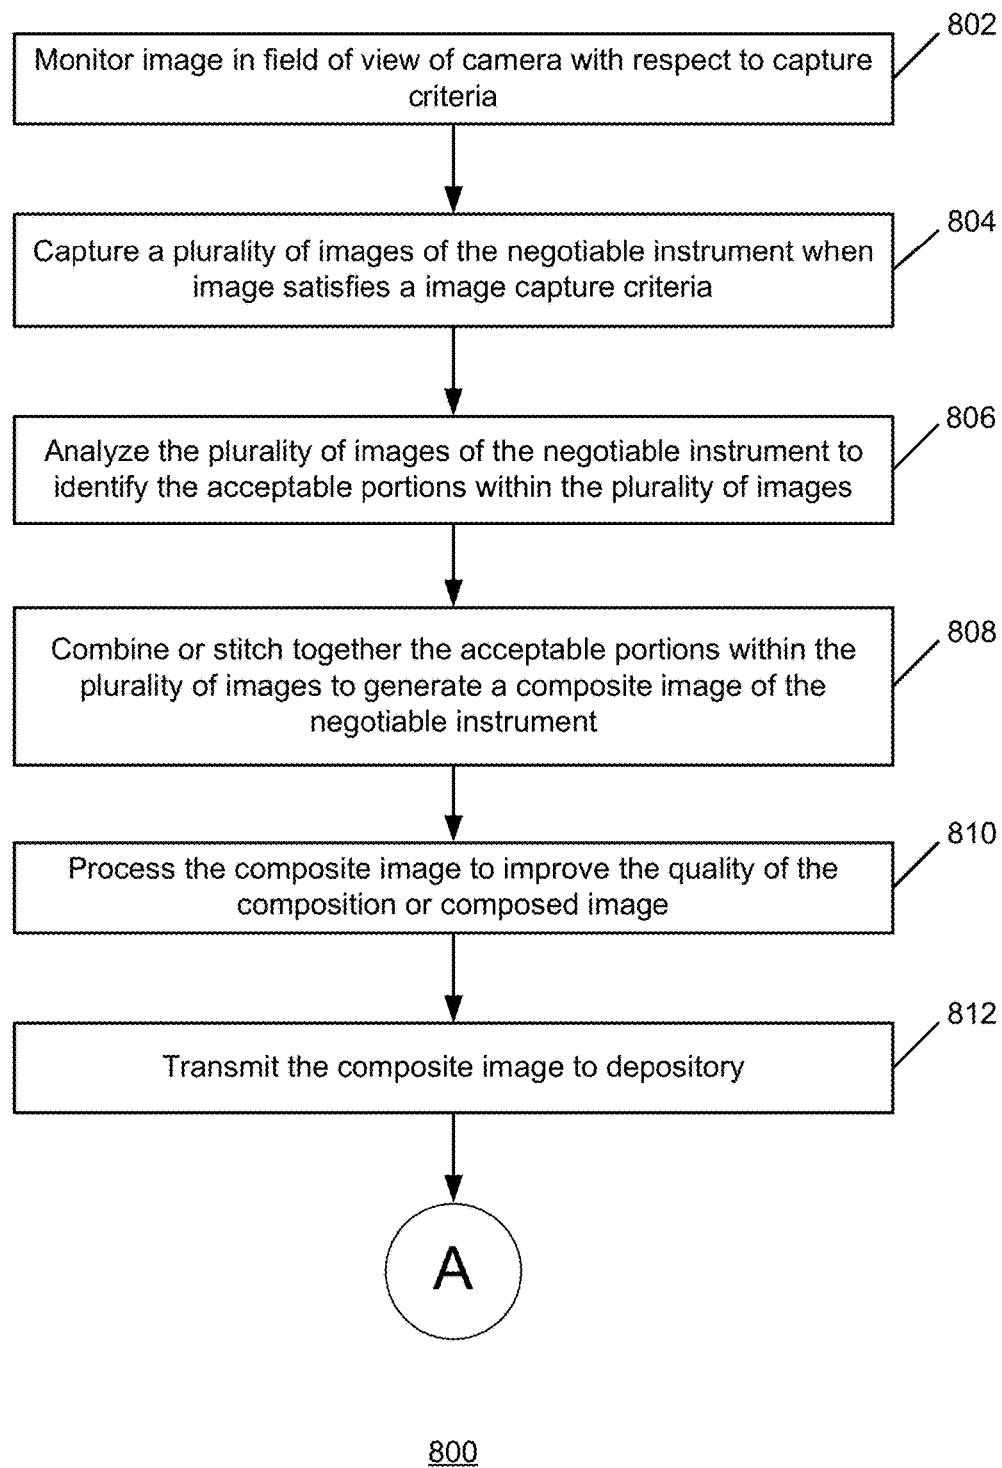 802
Monitor image in field of view of camera with respect to capture
criteria
804
Capture a plurality of images of the negotiable instrument when
image satisfies a image capture criteria
806
Analyze the plurality of images of the negotiable instrument to
identify the acceptable portions within the plurality of images
808
Combine or stitch together the acceptable portions within the
plurality of images to generate a composite image of the
negotiable instrument
810
Process the composite image to improve the quality of the
composition or composed image
812
Transmit the composite image to depository
A
800